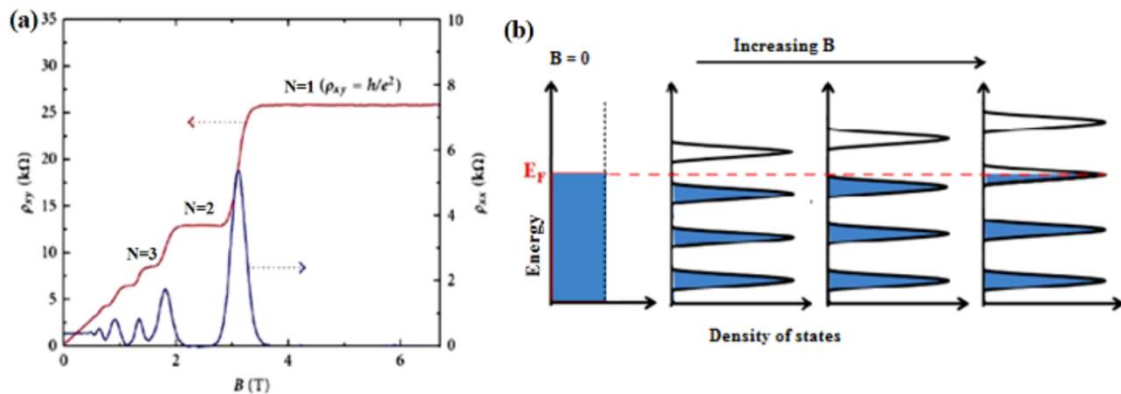 (a)
35
30
25
20
15
10
5
0
ρxy (kΩ)
10
8
6
4
2
0
ρxx (kΩ)
0
2
4
6
B (T)
N=1 (ρxy = h/e²)
N=2
N=3
(b)
B = 0
Increasing B
EF
Energy
Density of states